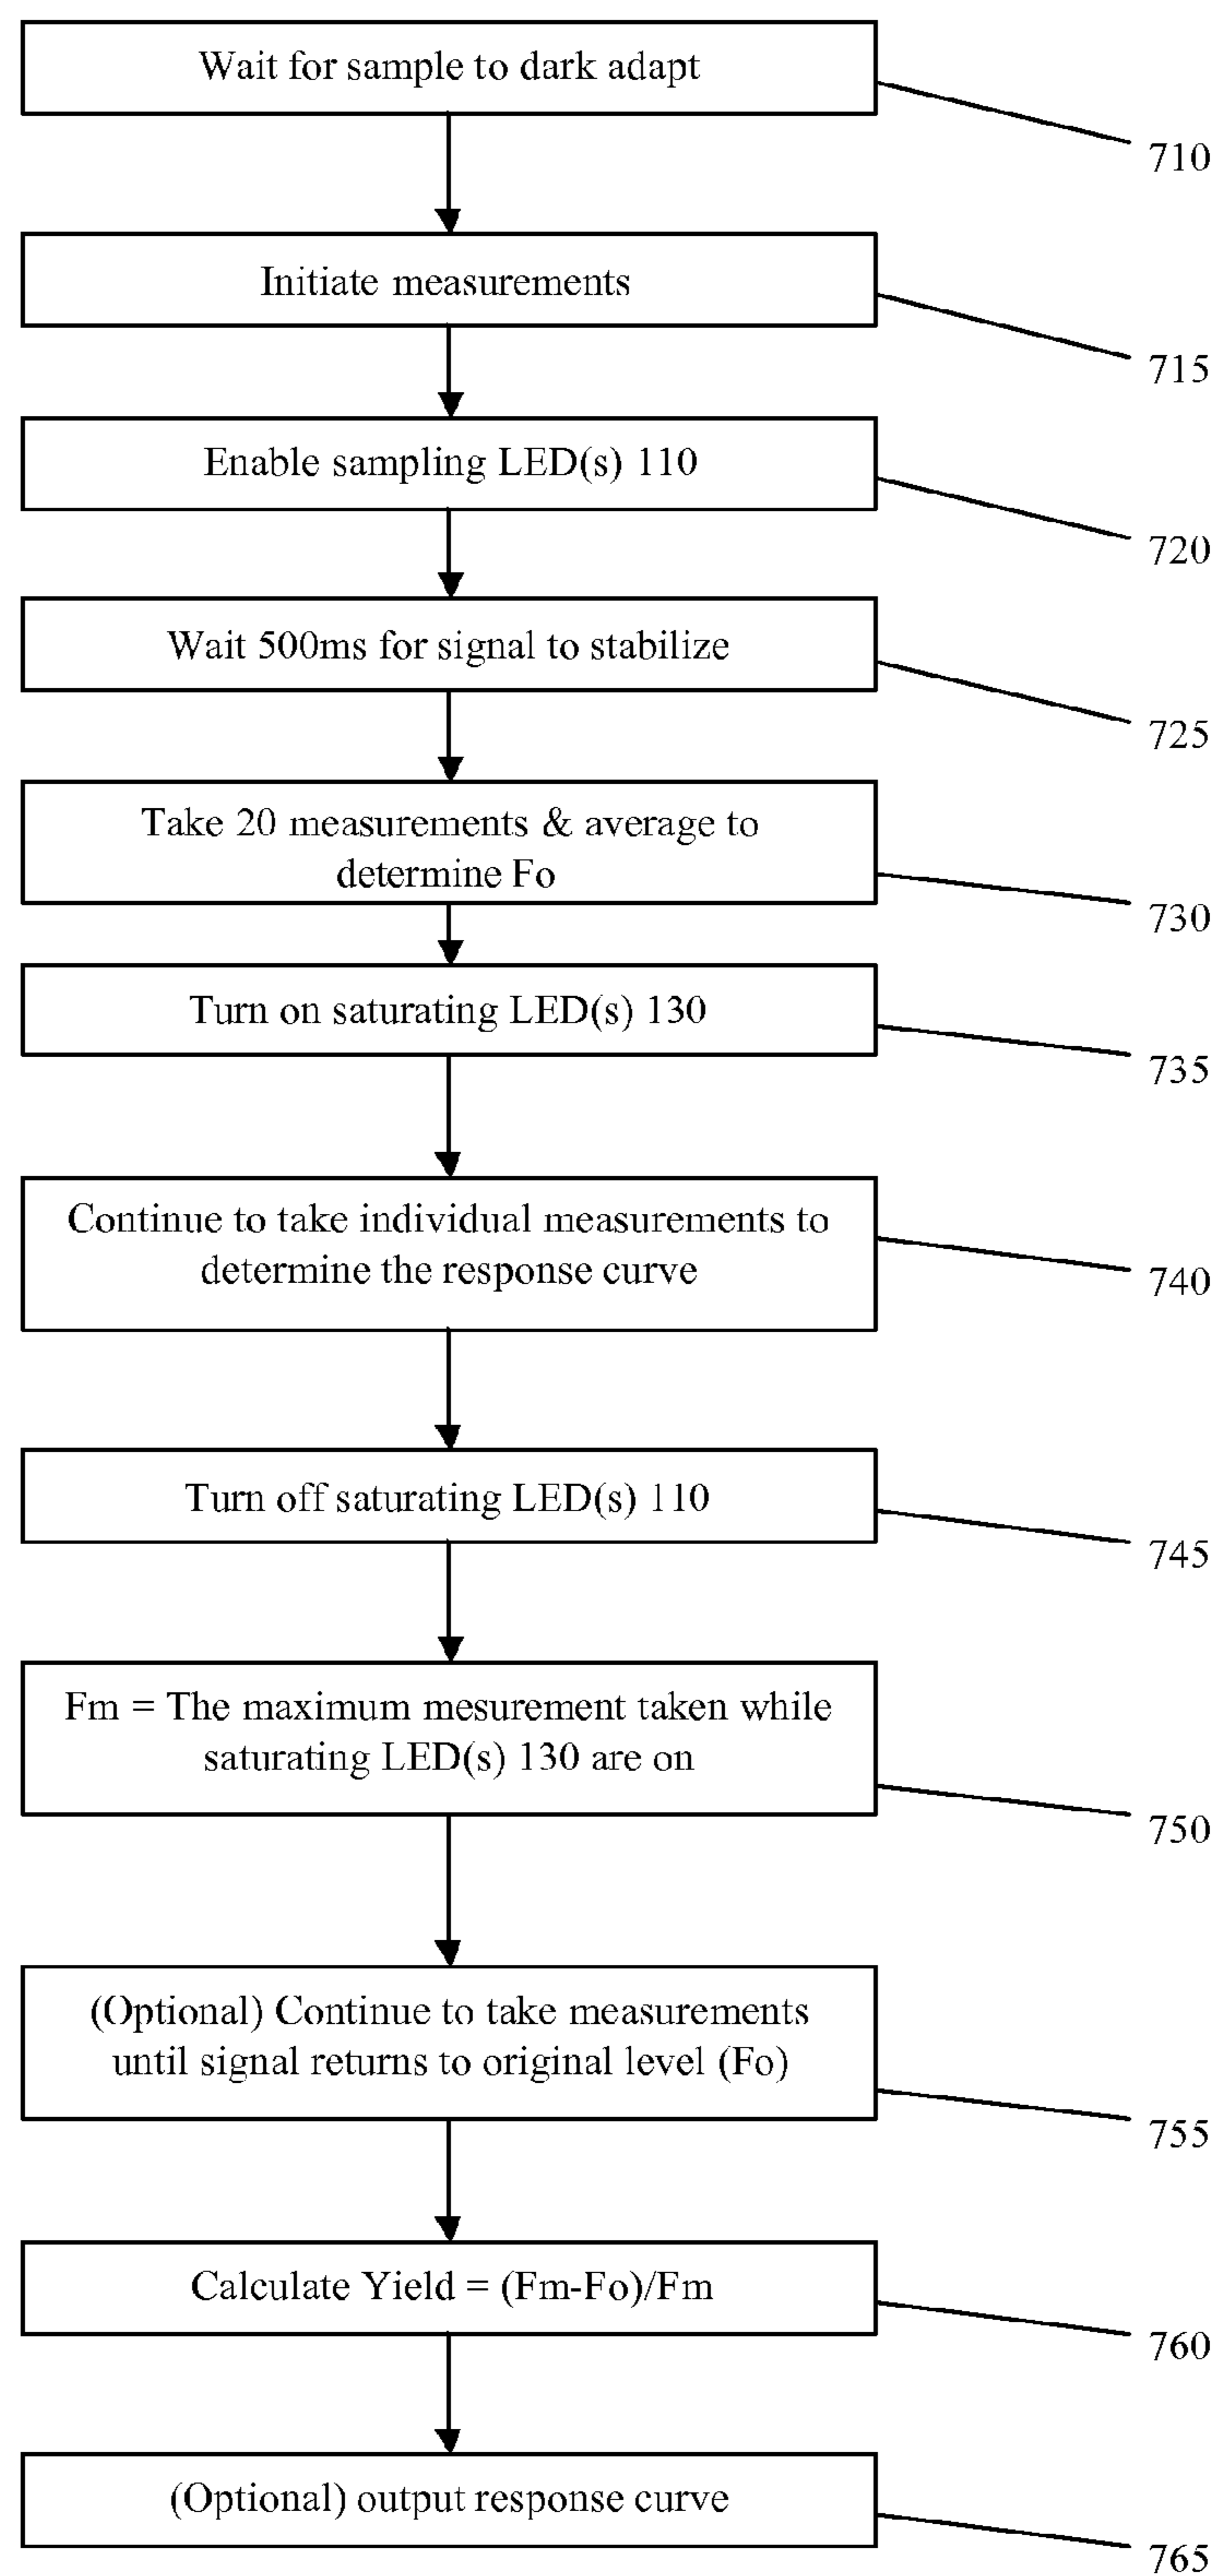 Wait for sample to dark adapt
710
Initiate measurements
715
Enable sampling LED(s) 110
720
Wait 500ms for signal to stabilize
725
Take 20 measurements & average to
determine Fo
730
Turn on saturating LED(s) 130
735
Continue to take individual measurements to
determine the response curve
740
Turn off saturating LED(s) 110
745
Fm = The maximum mesurement taken while
saturating LED(s) 130 are on
750
(Optional) Continue to take measurements
until signal returns to original level (Fo)
755
Calculate Yield = (Fm-Fo)/Fm
760
(Optional) output response curve
765